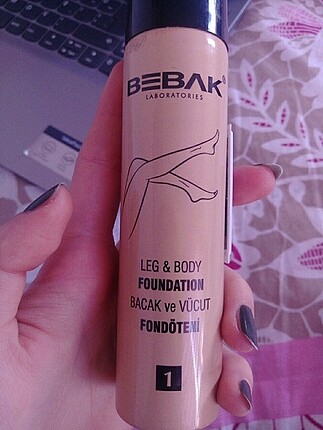 BEBAK®
LABORATORIES
LEG & BODY
FOUNDATION
BACAK ve VÜCUT
FONDÖTENİ
1